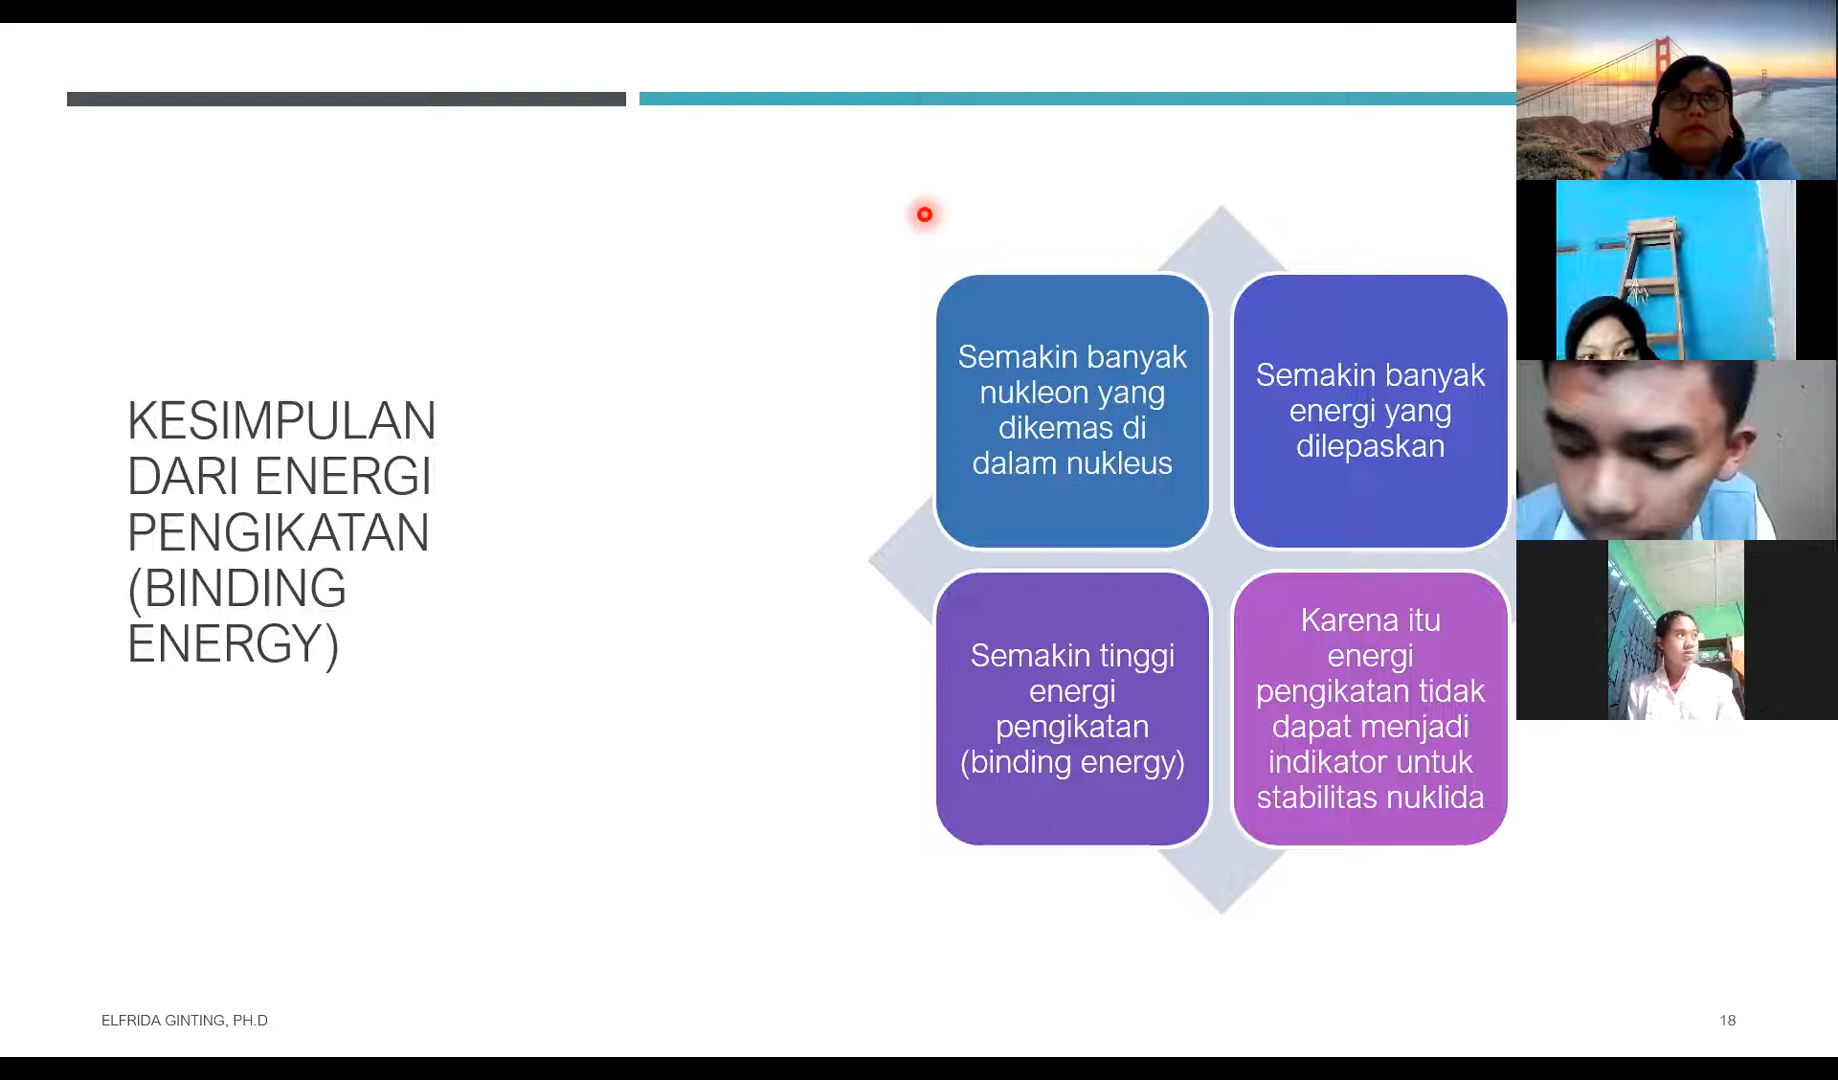 KESIMPULAN
DARI ENERGI
PENGIKATAN
(BINDING
ENERGY)
Semakin banyak
nukleon yang
dikemas di
dalam nukleus
Semakin banyak
energi yang
dilepaskan
Semakin tinggi
energi
pengikatan
(binding energy)
Karena itu
energi
pengikatan tidak
dapat menjadi
indikator untuk
stabilitas nuklida
ELFRIDA GINTING, PH.D
18